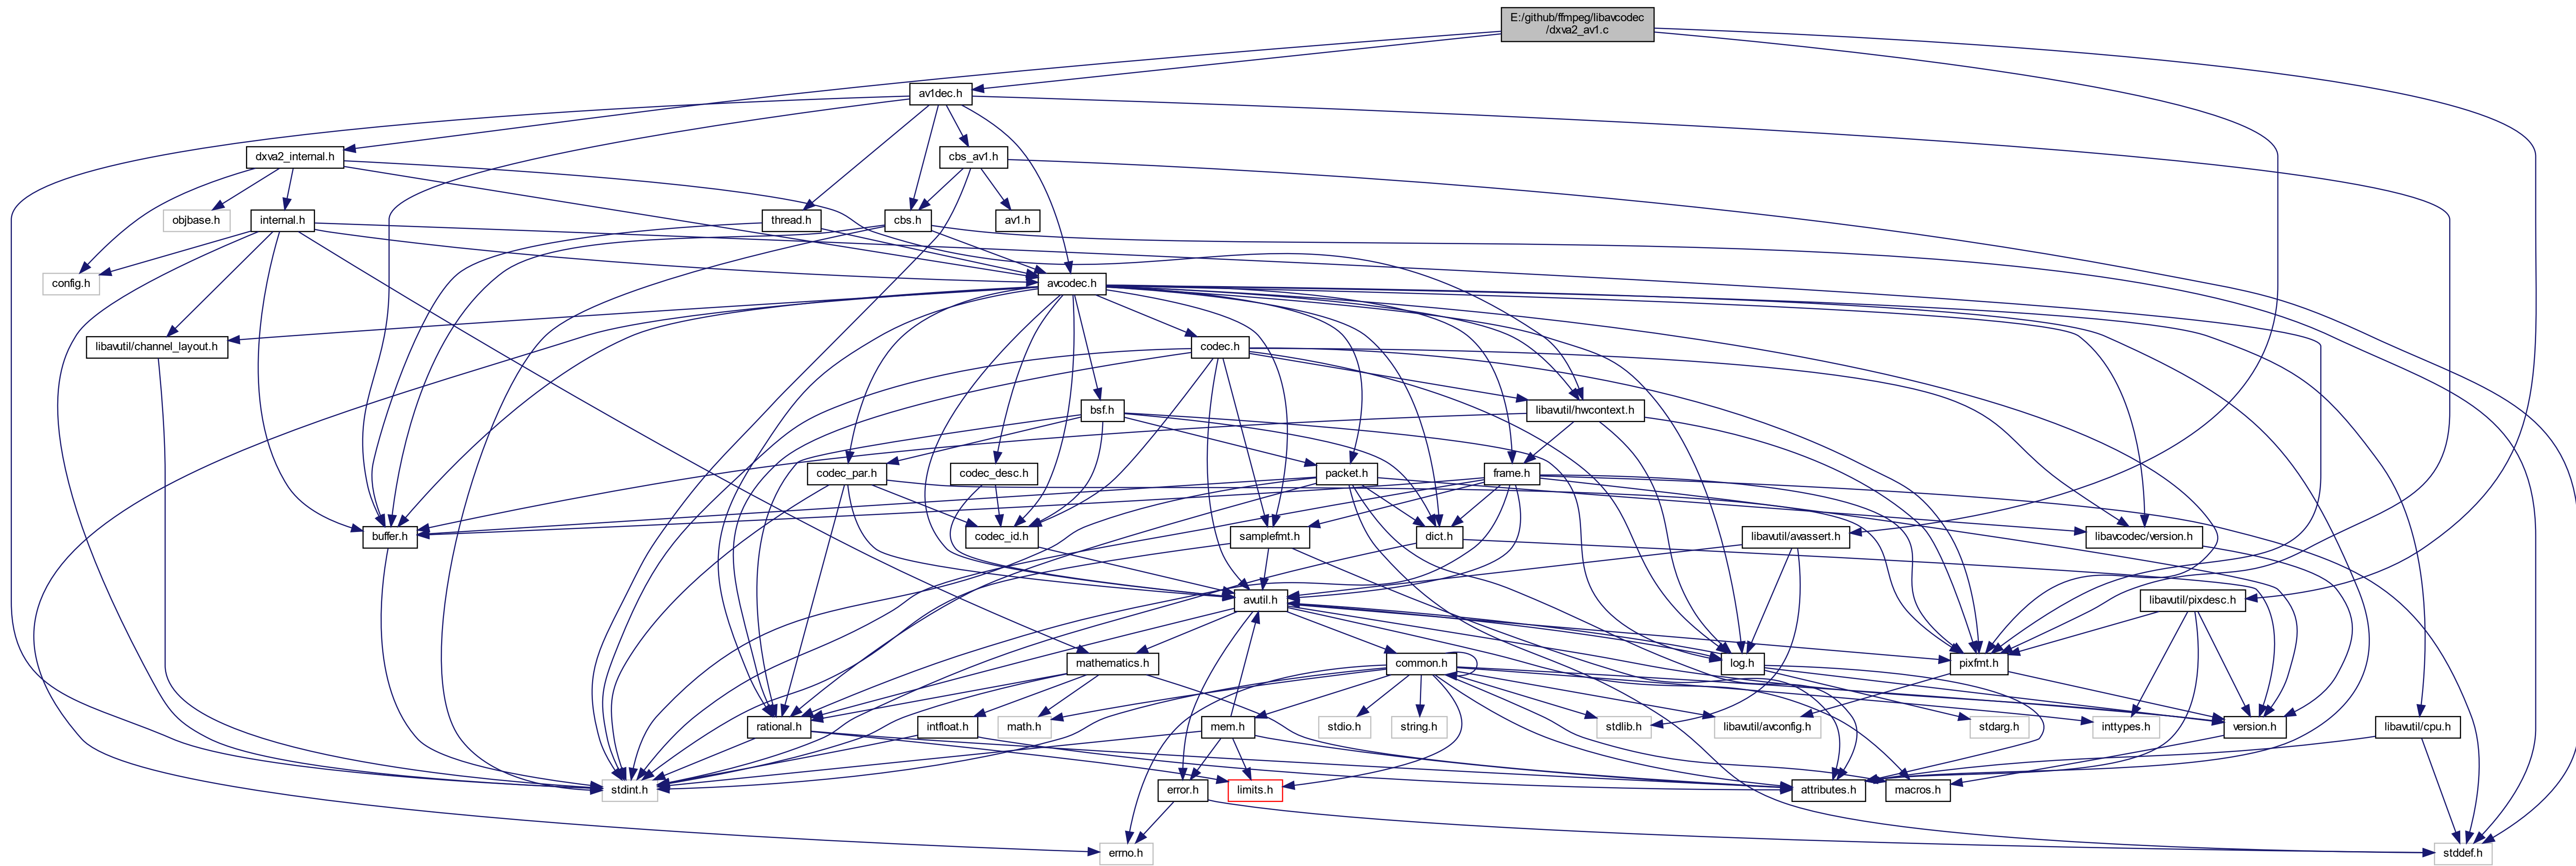 E:/github/ffmpeg/libavcodec
/dxva2_av1.c
av1dec.h
dxva2_internal.h
cbs_av1.h
objbase.h
internal.h
thread.h
cbs.h
av1.h
config.h
avcodec.h
libavutil/channel_layout.h
codec.h
bsf.h
libavutil/hwcontext.h
codec_par.h
codec_desc.h
packet.h
frame.h
buffer.h
codec_id.h
samplefmt.h
dict.h
libavutil/avassert.h
libavcodec/version.h
avutil.h
libavutil/pixdesc.h
mathematics.h
common.h
log.h
pixfmt.h
rational.h
intfloat.h
math.h
mem.h
stdio.h
string.h
stdlib.h
libavutil/avconfig.h
stdarg.h
inttypes.h
version.h
libavutil/cpu.h
stdint.h
error.h
limits.h
attributes.h
macros.h
errno.h
stddef.h